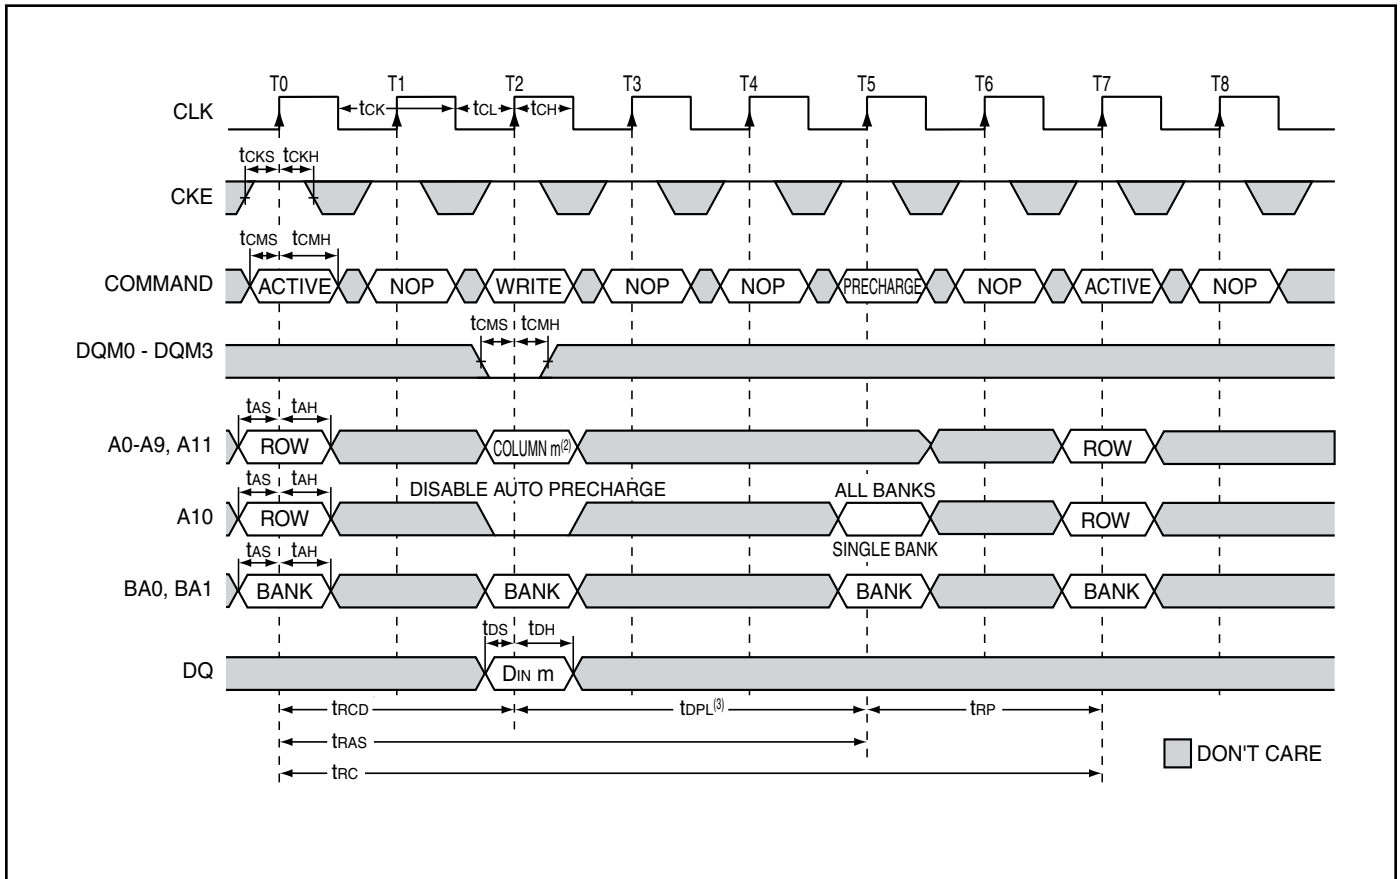 T0 T1 T2 T3 T4 T5 T6 T7 T8
CLK tCK tCL tCH
tCKS tCKH
CKE
tCMS tCMH
COMMAND ACTIVE NOP WRITE NOP NOP PRECHARGE NOP ACTIVE NOP
tCMS tCMH
DQM0 - DQM3
tAS tAH
A0-A9, A11 ROW COLUMN m(2) ROW
tAS tAH DISABLE AUTO PRECHARGE ALL BANKS
A10 ROW ROW
tAS tAH SINGLE BANK
BA0, BA1 BANK BANK BANK BANK
tDS tDH
DQ DIN m
tRCD tDPL(3) tRP
tRAS
DON'T CARE
tRC